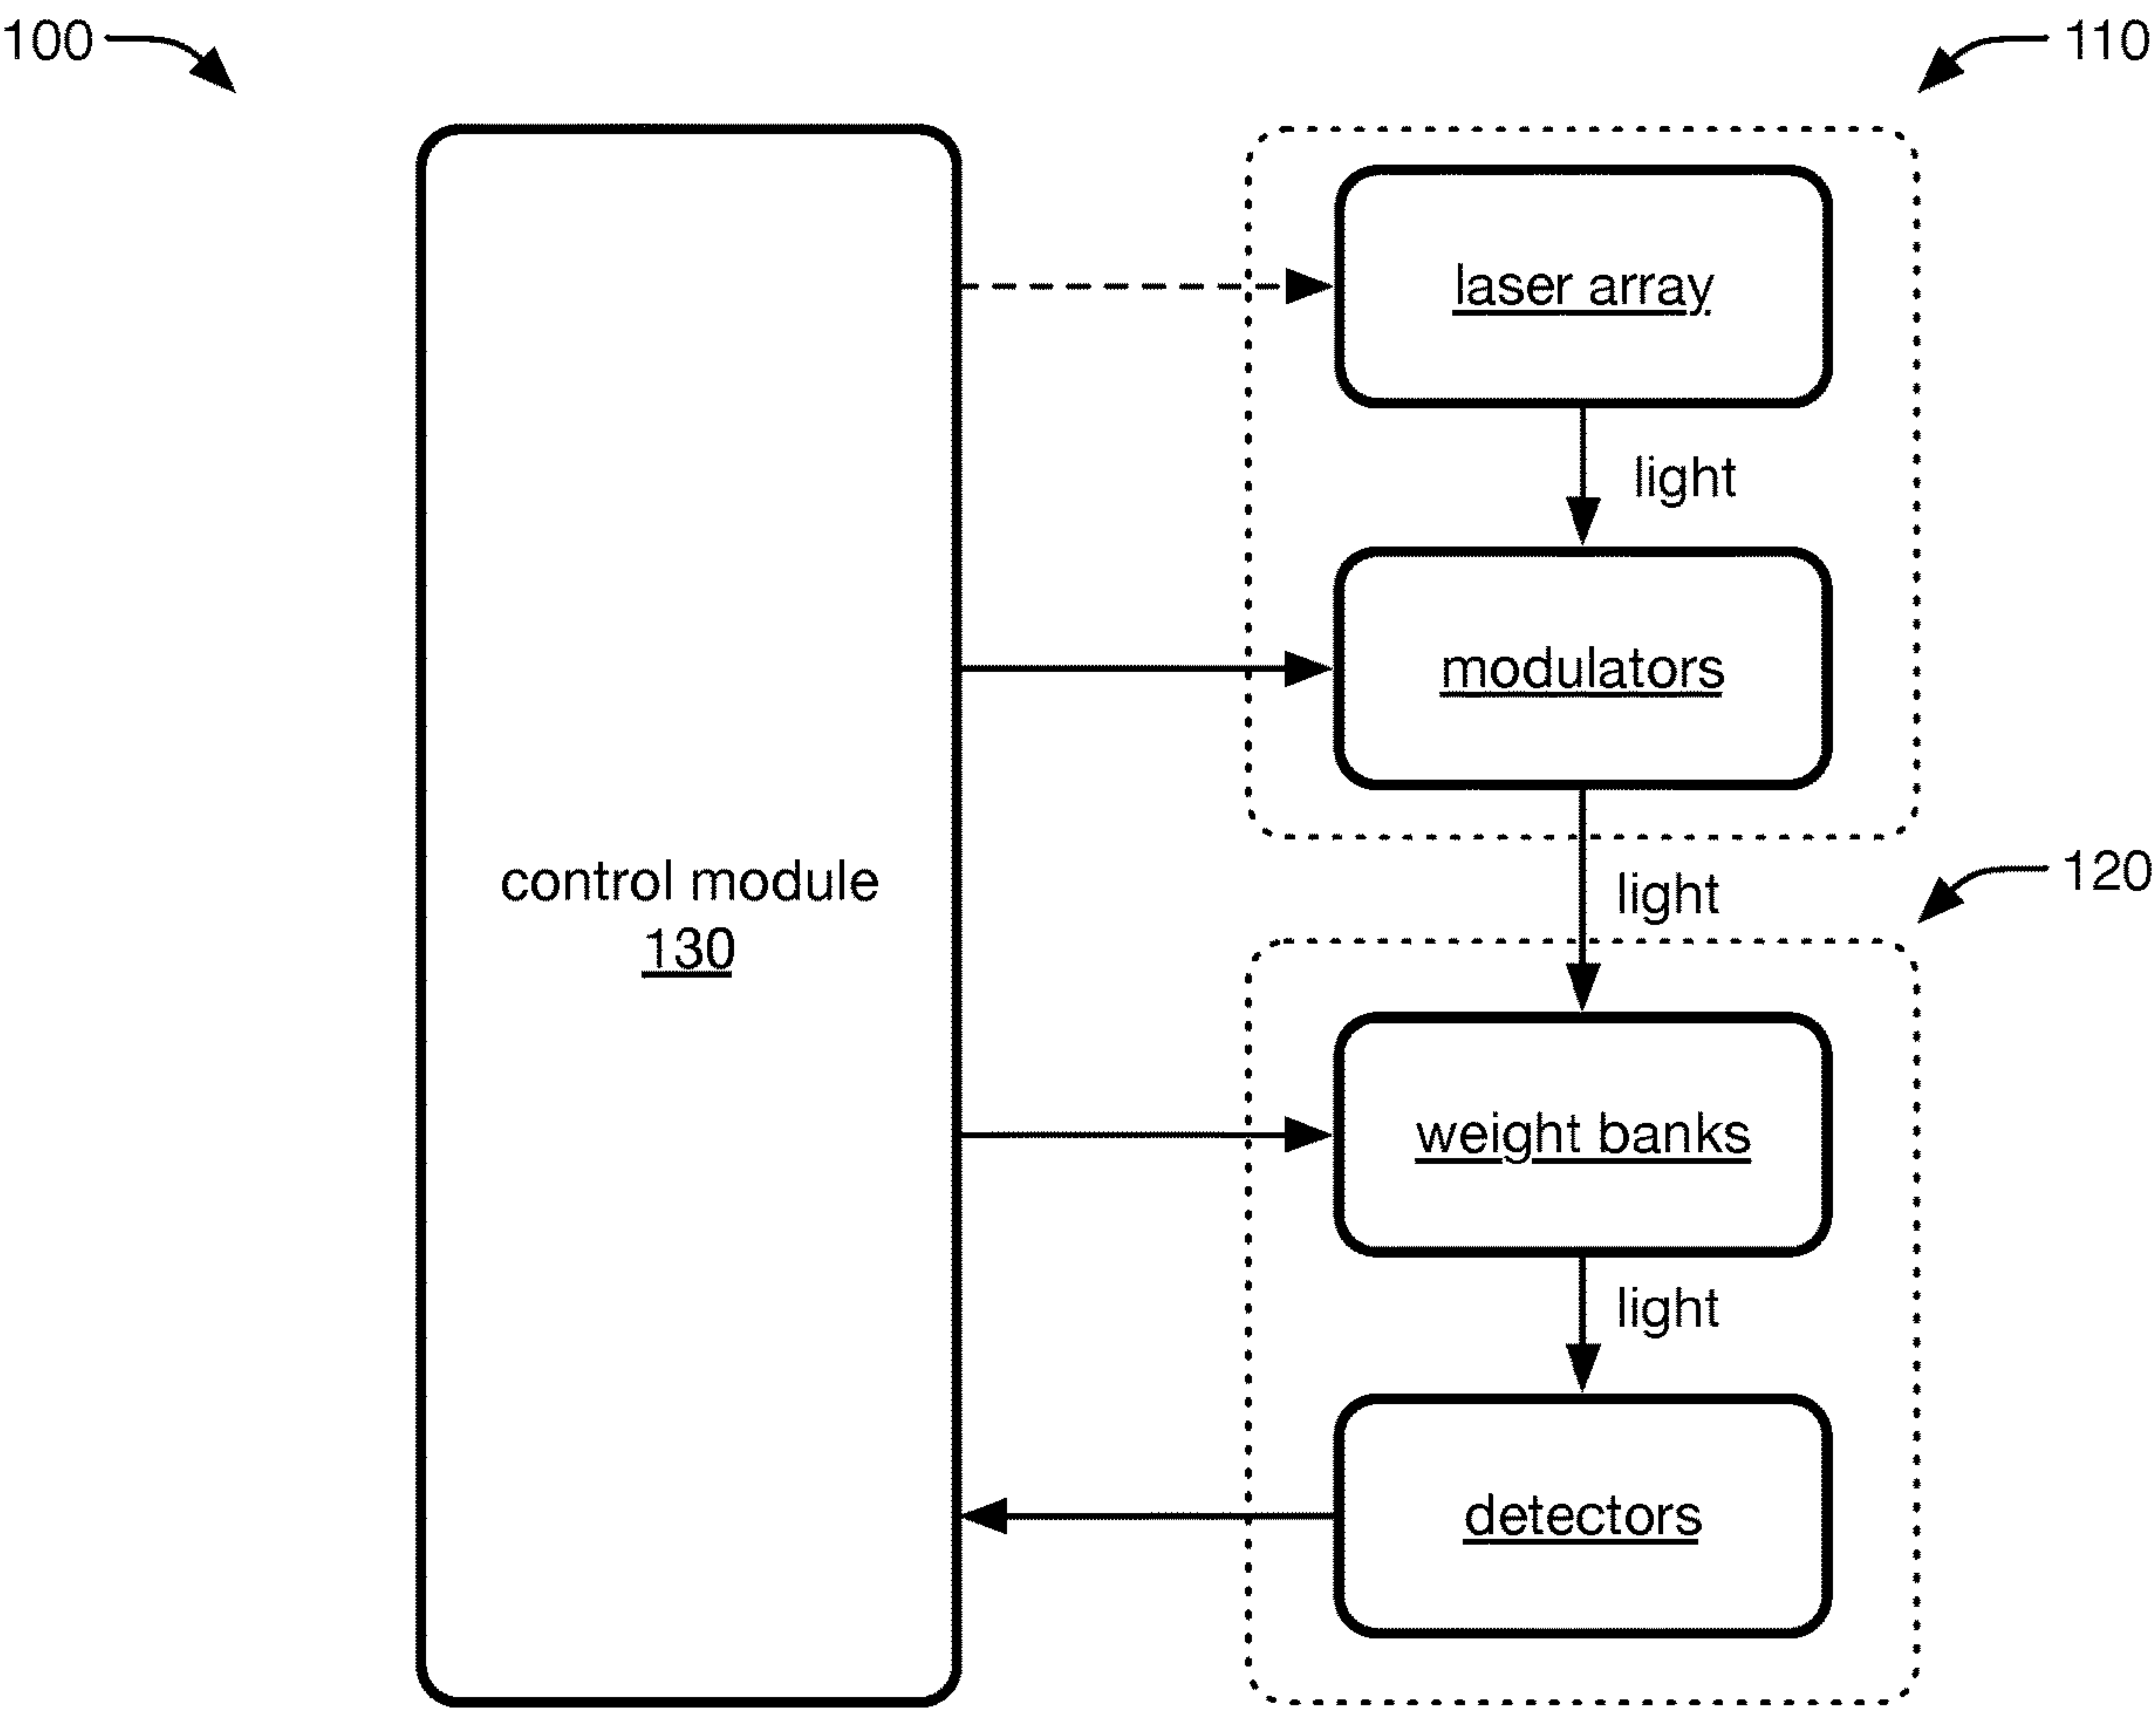 100
110
laser array
light
modulators
control module
130
light
120
weight banks
light
detectors